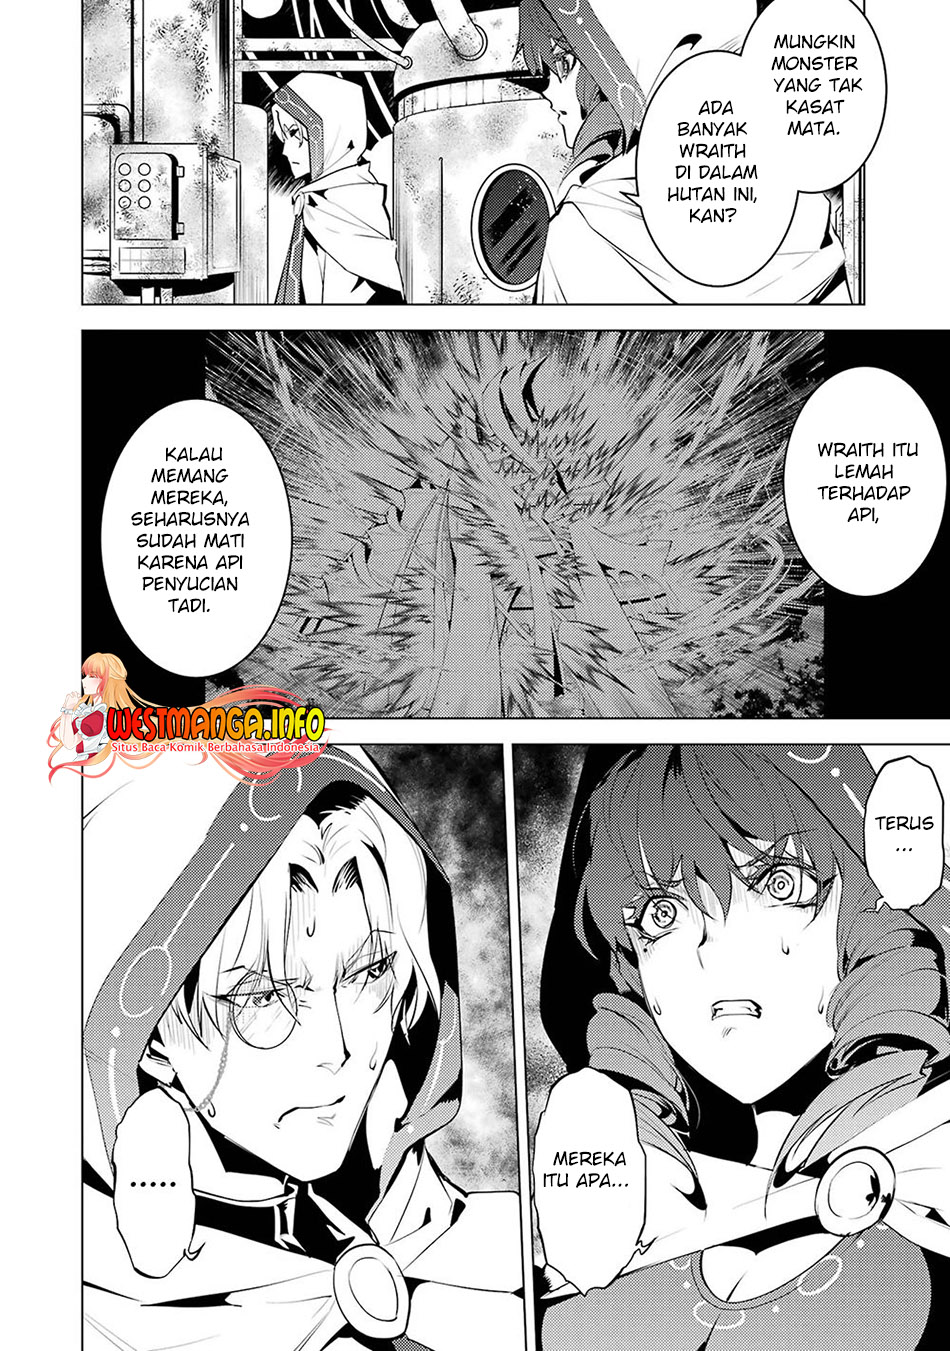 MUNGKIN
MONSTER
YANG TAK
KASAT
MATA.
ADA
BANYAK
WRAITH
DI DALAM
HUTAN INI,
KAN?
WRAITH ITU
LEMAH
TERHADAP
API,
KALAU
MEMANG
MEREKA,
SEHARUSNYA
SUDAH MATI
KARENA API
PENYUCIAN
TADI.
WESTMANGA.INFO
Situs Baca Komik Berbahasa Indonesia
TERUS
...
MEREKA
ITU APA...
.....